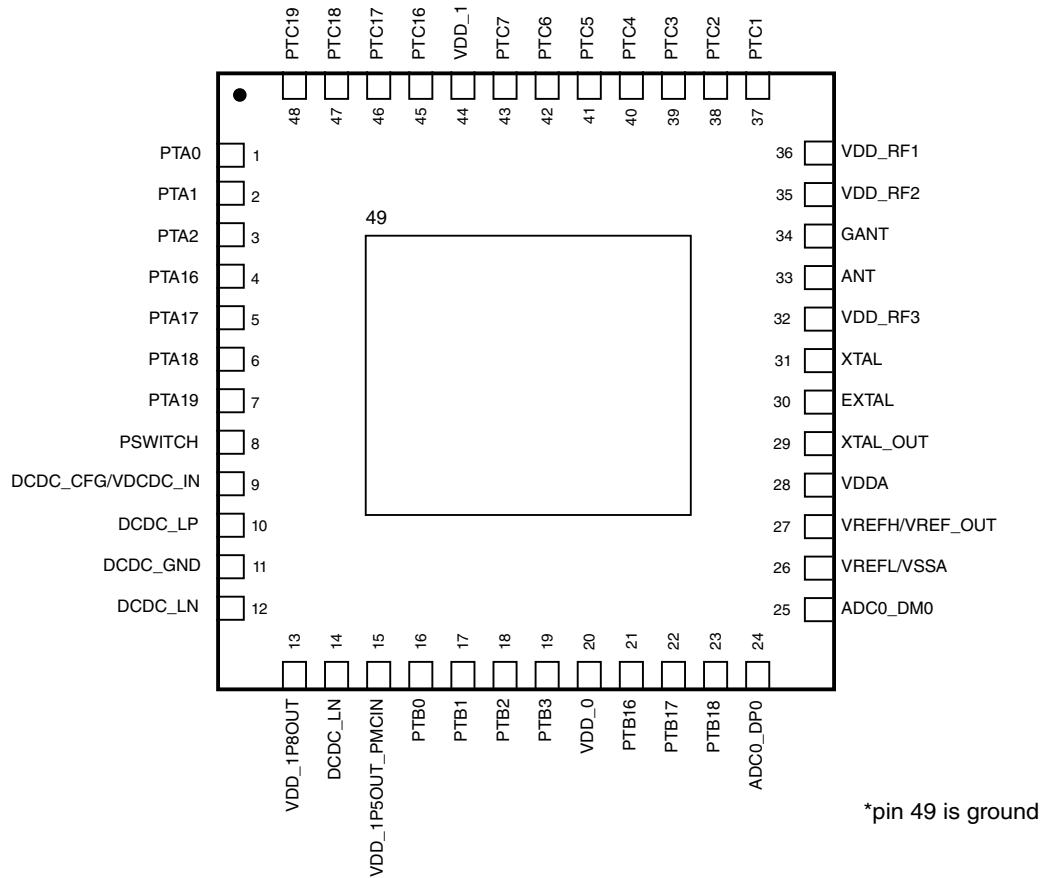 PTC19
PTC18
PTC17
PTC16
VDD_1
PTC7
PTC6
PTC5
PTC4
PTC3
PTC2
PTC1
48
47
46
45
44
43
42
41
40
39
38
37
PTA0 1
PTA1 2
PTA2 3
PTA16 4
PTA17 5
PTA18 6
PTA19 7
PSWITCH 8
DCDC_CFG/VDCDC_IN 9
DCDC_LP 10
DCDC_GND 11
DCDC_LN 12
49
36 VDD_RF1
35 VDD_RF2
34 GANT
33 ANT
32 VDD_RF3
31 XTAL
30 EXTAL
29 XTAL_OUT
28 VDDA
27 VREFH/VREF_OUT
26 VREFL/VSSA
25 ADC0_DM0
13
14
15
16
17
18
19
20
21
22
23
24
VDD_1P8OUT
DCDC_LN
VDD_1P5OUT_PMCIN
PTB0
PTB1
PTB2
PTB3
VDD_0
PTB16
PTB17
PTB18
ADC0_DP0
*pin 49 is ground